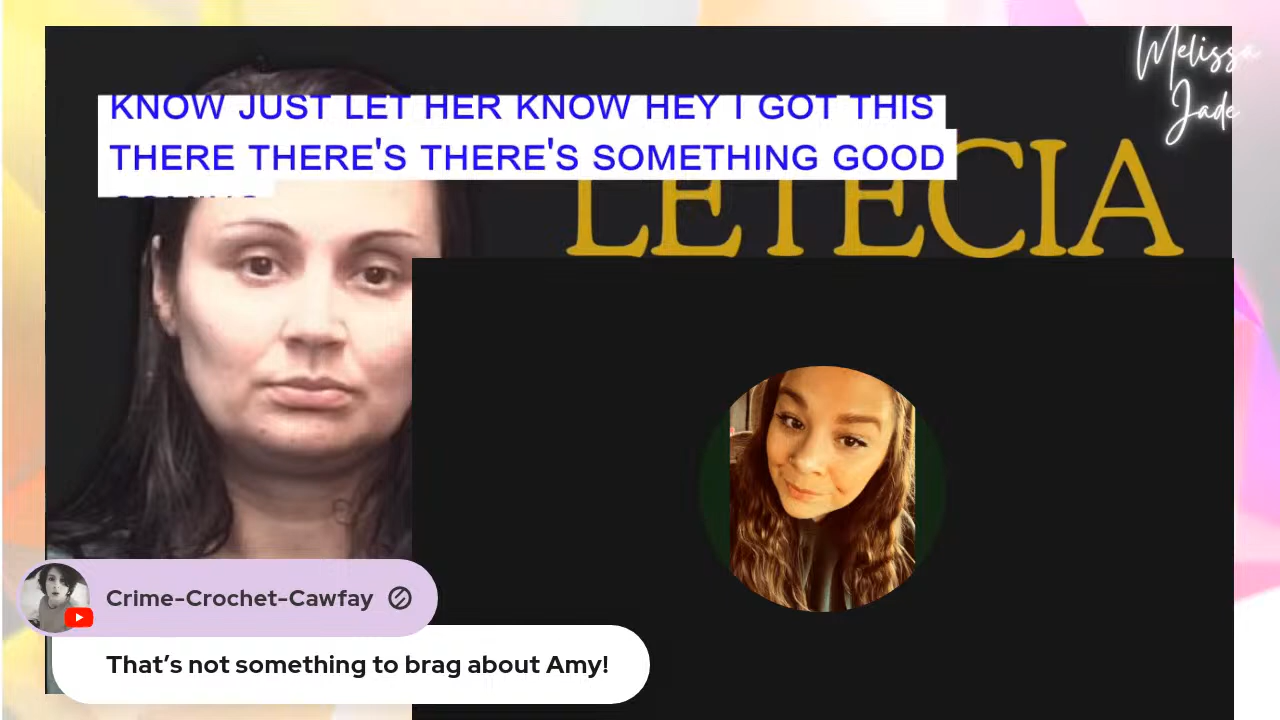 Melissa
Jade
KNOW JUST LET HER KNOW HEY I GOT THIS
THERE THERE'S THERE'S SOMETHING GOOD
LETECIA
Crime-Crochet-Cawfay
That's not something to brag about Amy!